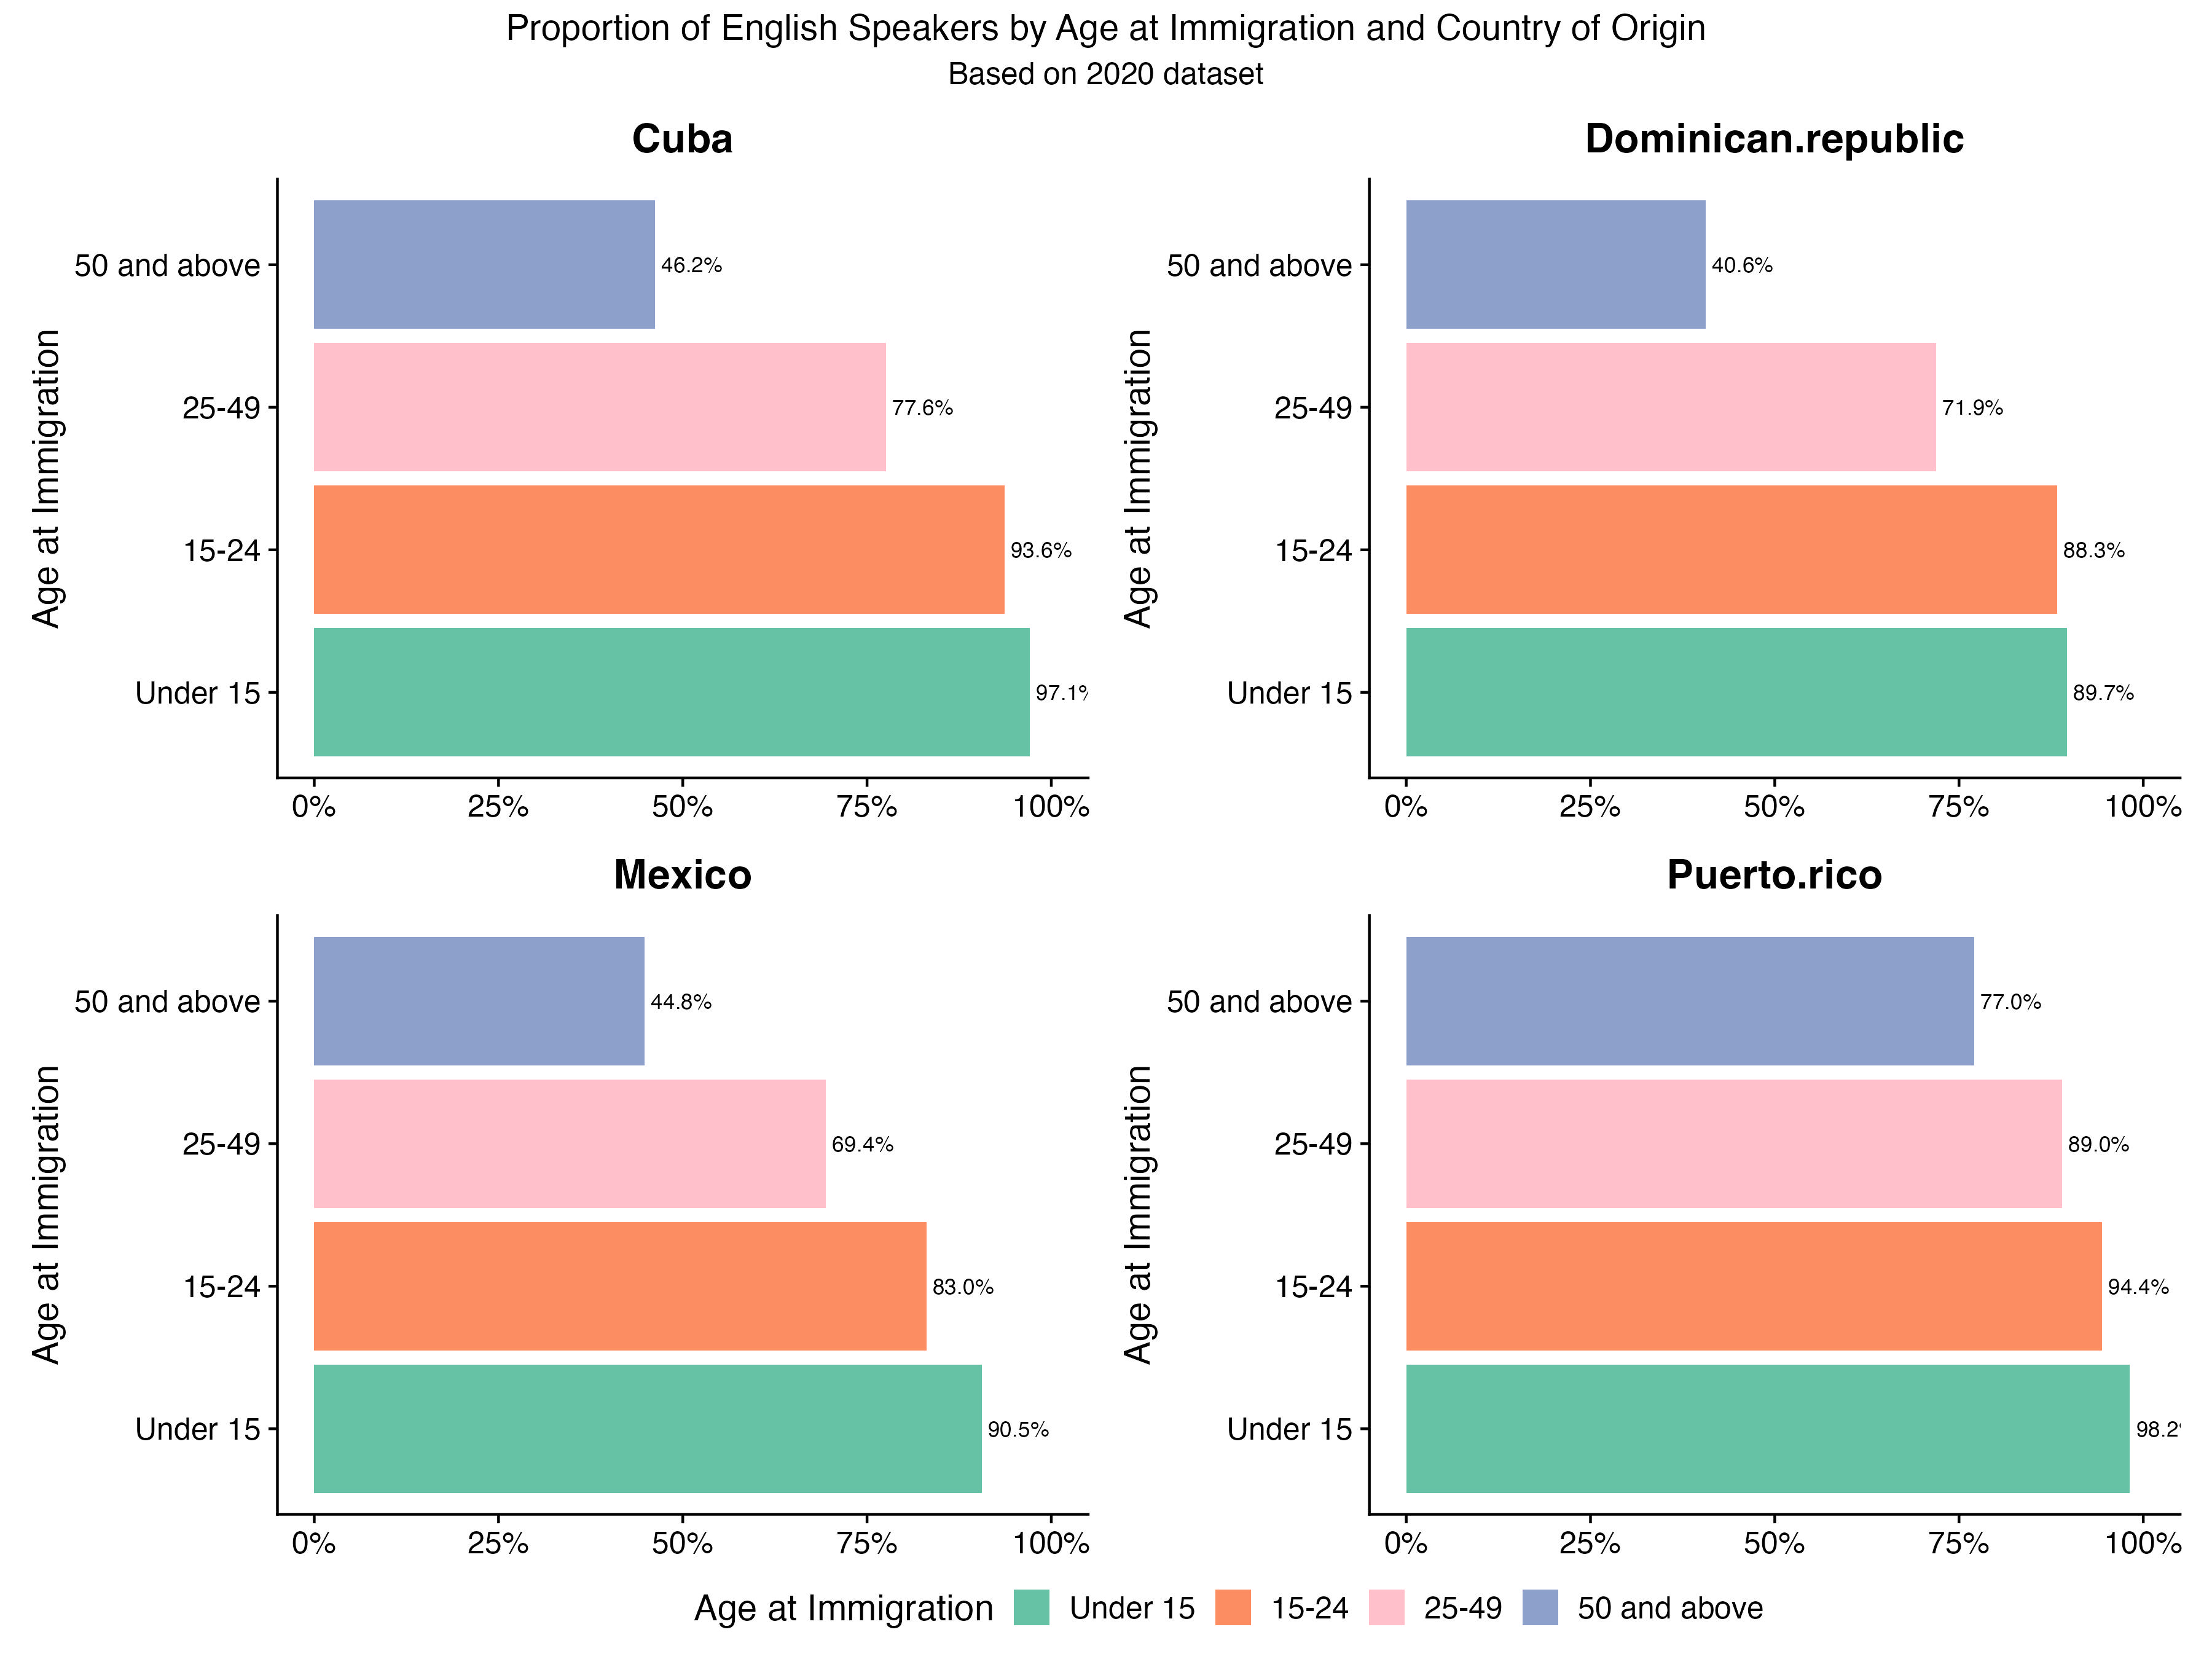 Proportion of English Speakers by Age at Immigration and Country of Origin
Based on 2020 dataset
Cuba
Age at Immigration
50 and above
46.2%
25-49
77.6%
15-24
93.6%
Under 15
97.1%
0% 25% 50% 75% 100%
Dominican.republic
Age at Immigration
50 and above
40.6%
25-49
71.9%
15-24
88.3%
Under 15
89.7%
0% 25% 50% 75% 100%
Mexico
Age at Immigration
50 and above
44.8%
25-49
69.4%
15-24
83.0%
Under 15
90.5%
0% 25% 50% 75% 100%
Puerto.rico
Age at Immigration
50 and above
77.0%
25-49
89.0%
15-24
94.4%
Under 15
98.2
0% 25% 50% 75% 100%
Age at Immigration Under 15 15-24 25-49 50 and above